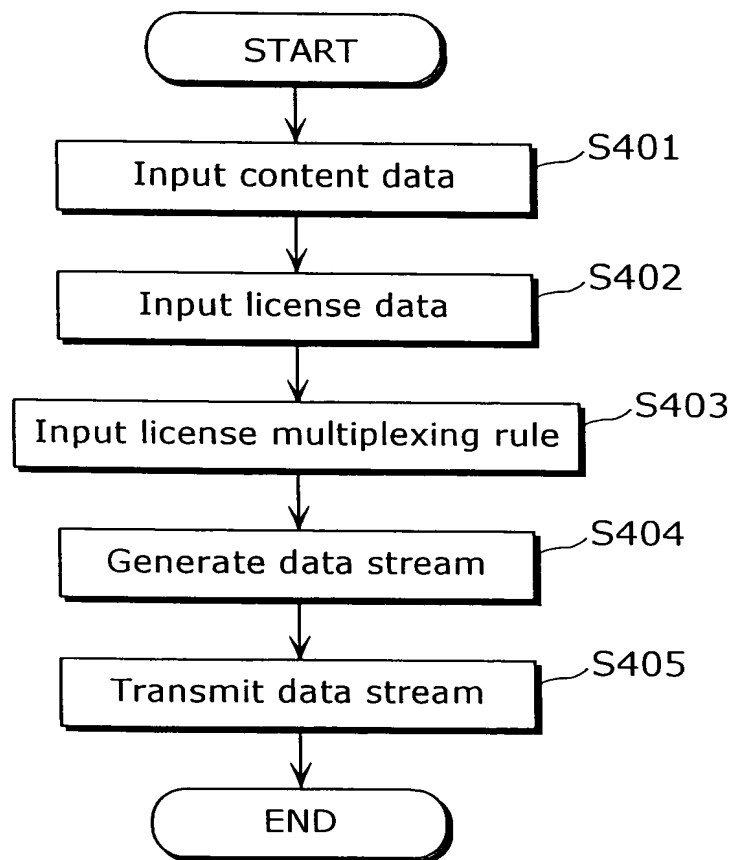 START
S401
Input content data
S402
Input license data
S403
Input license multiplexing rule
S404
Generate data stream
S405
Transmit data stream
END